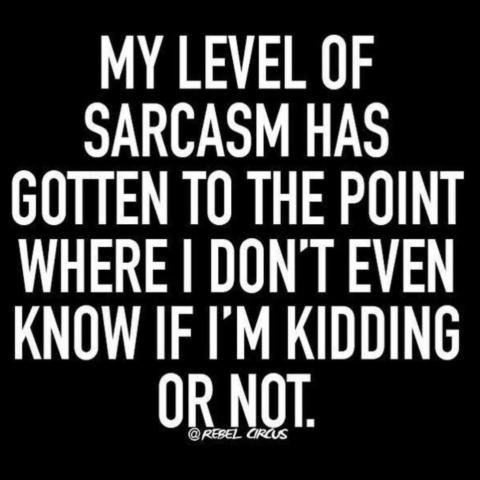 MY LEVEL OF
SARCASM HAS
GOTTEN TO THE POINT
WHERE I DON'T EVEN
KNOW IF I'M KIDDING
OR NOT.
@ REBEL CIRCUS